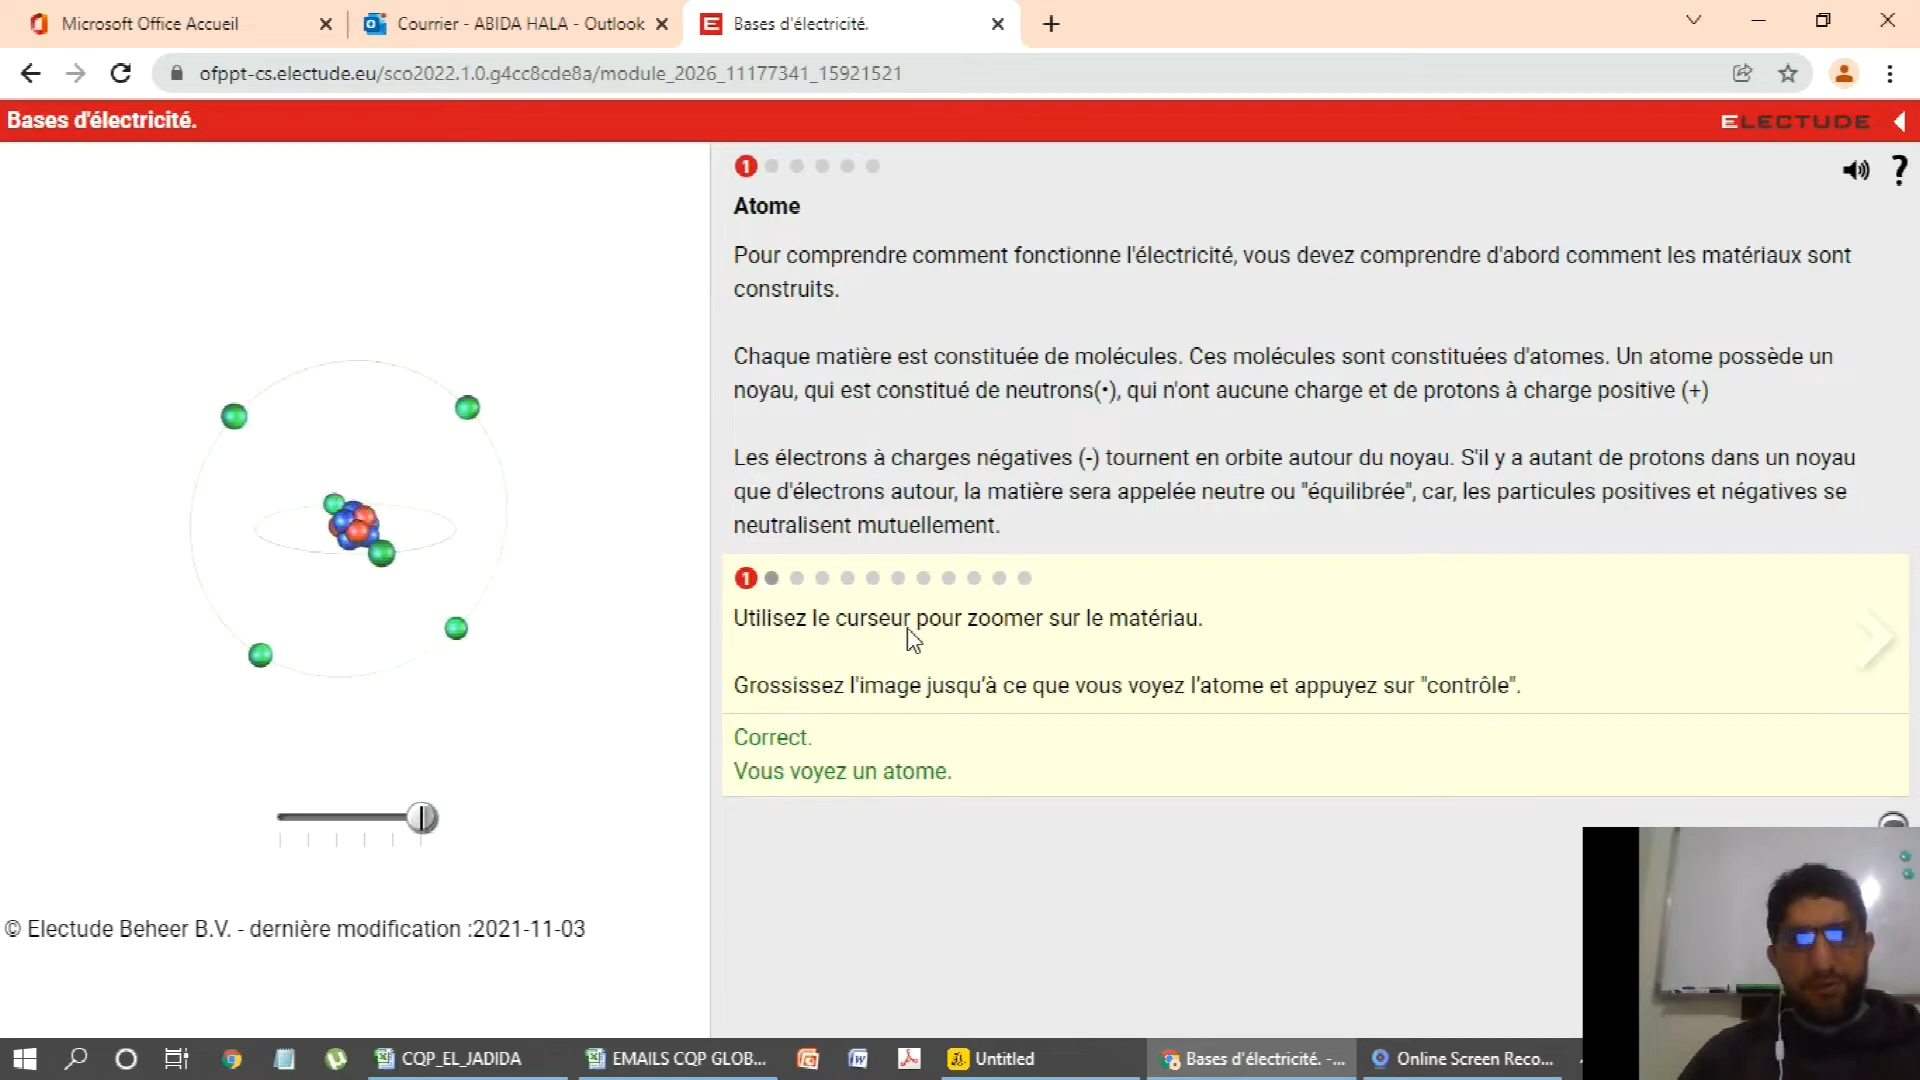 Microsoft Office Accueil
Courrier - ABIDA HALA - Outlook
Bases d'électricité.
ofppt-cs.electude.eu/sco2022.1.0.g4cc8cde8a/module_2026_11177341_15921521
Bases d'électricité.
ELECTUDE
1
?
Atome
Pour comprendre comment fonctionne l'électricité, vous devez comprendre d'abord comment les matériaux sont
construits.
Chaque matière est constituée de molécules. Ces molécules sont constituées d'atomes. Un atome possède un
noyau, qui est constitué de neutrons(•), qui n'ont aucune charge et de protons à charge positive (+)
Les électrons à charges négatives (-) tournent en orbite autour du noyau. S'il y a autant de protons dans un noyau
que d'électrons autour, la matière sera appelée neutre ou "équilibrée", car, les particules positives et négatives se
neutralisent mutuellement.
1
Utilisez le curseur pour zoomer sur le matériau.
Grossissez l'image jusqu'à ce que vous voyez l'atome et appuyez sur "contrôle".
Correct.
Vous voyez un atome.
© Electude Beheer B.V. - dernière modification :2021-11-03
CQP_EL_JADIDA
EMAILS CQP GLOB...
Untitled
Bases d'électricité. -...
Online Screen Reco...